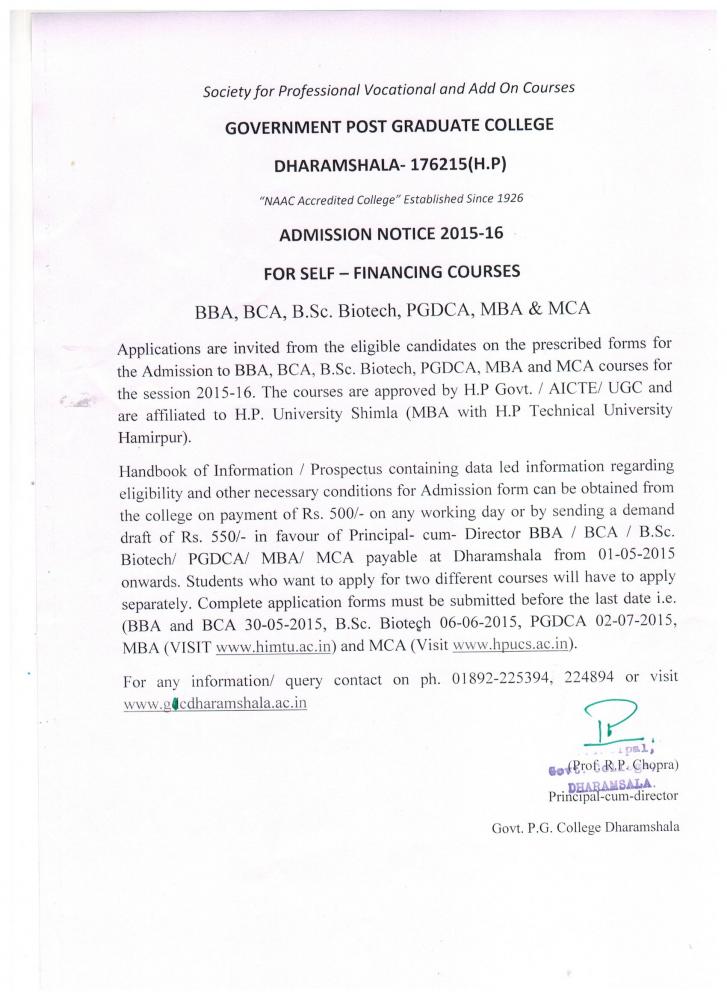 Society for Professional Vocational and Add On Courses
GOVERNMENT POST GRADUATE COLLEGE
DHARAMSHALA- 176215(H.P)
“NAAC Accredited College” Established Since 1926
ADMISSION NOTICE 2015-16
FOR SELF – FINANCING COURSES
BBA, BCA, B.Sc. Biotech, PGDCA, MBA & MCA
Applications are invited from the eligible candidates on the prescribed forms for
the Admission to BBA, BCA, B.Sc. Biotech, PGDCA, MBA and MCA courses for
the session 2015-16. The courses are approved by H.P Govt. / AICTE/ UGC and
are affiliated to H.P. University Shimla (MBA with H.P Technical University
Hamirpur).
Handbook of Information / Prospectus containing data led information regarding
eligibility and other necessary conditions for Admission form can be obtained from
the college on payment of Rs. 500/- on any working day or by sending a demand
draft of Rs. 550/- in favour of Principal- cum- Director BBA / BCA / B.Sc.
Biotech/ PGDCA/ MBA/ MCA payable at Dharamshala from 01-05-2015
onwards. Students who want to apply for two different courses will have to apply
separately. Complete application forms must be submitted before the last date i.e.
(BBA and BCA 30-05-2015, B.Sc. Biotech 06-06-2015, PGDCA 02-07-2015,
MBA (VISIT www.himtu.ac.in) and MCA (Visit www.hpucs.ac.in).
For any information/ query contact on ph. 01892-225394, 224894 or visit
www.gdcdharamshala.ac.in
(Prof. R.P. Chopra)
Govt.
DHARAMSALA.
Principal-cum-director
Govt. P.G. College Dharamshala